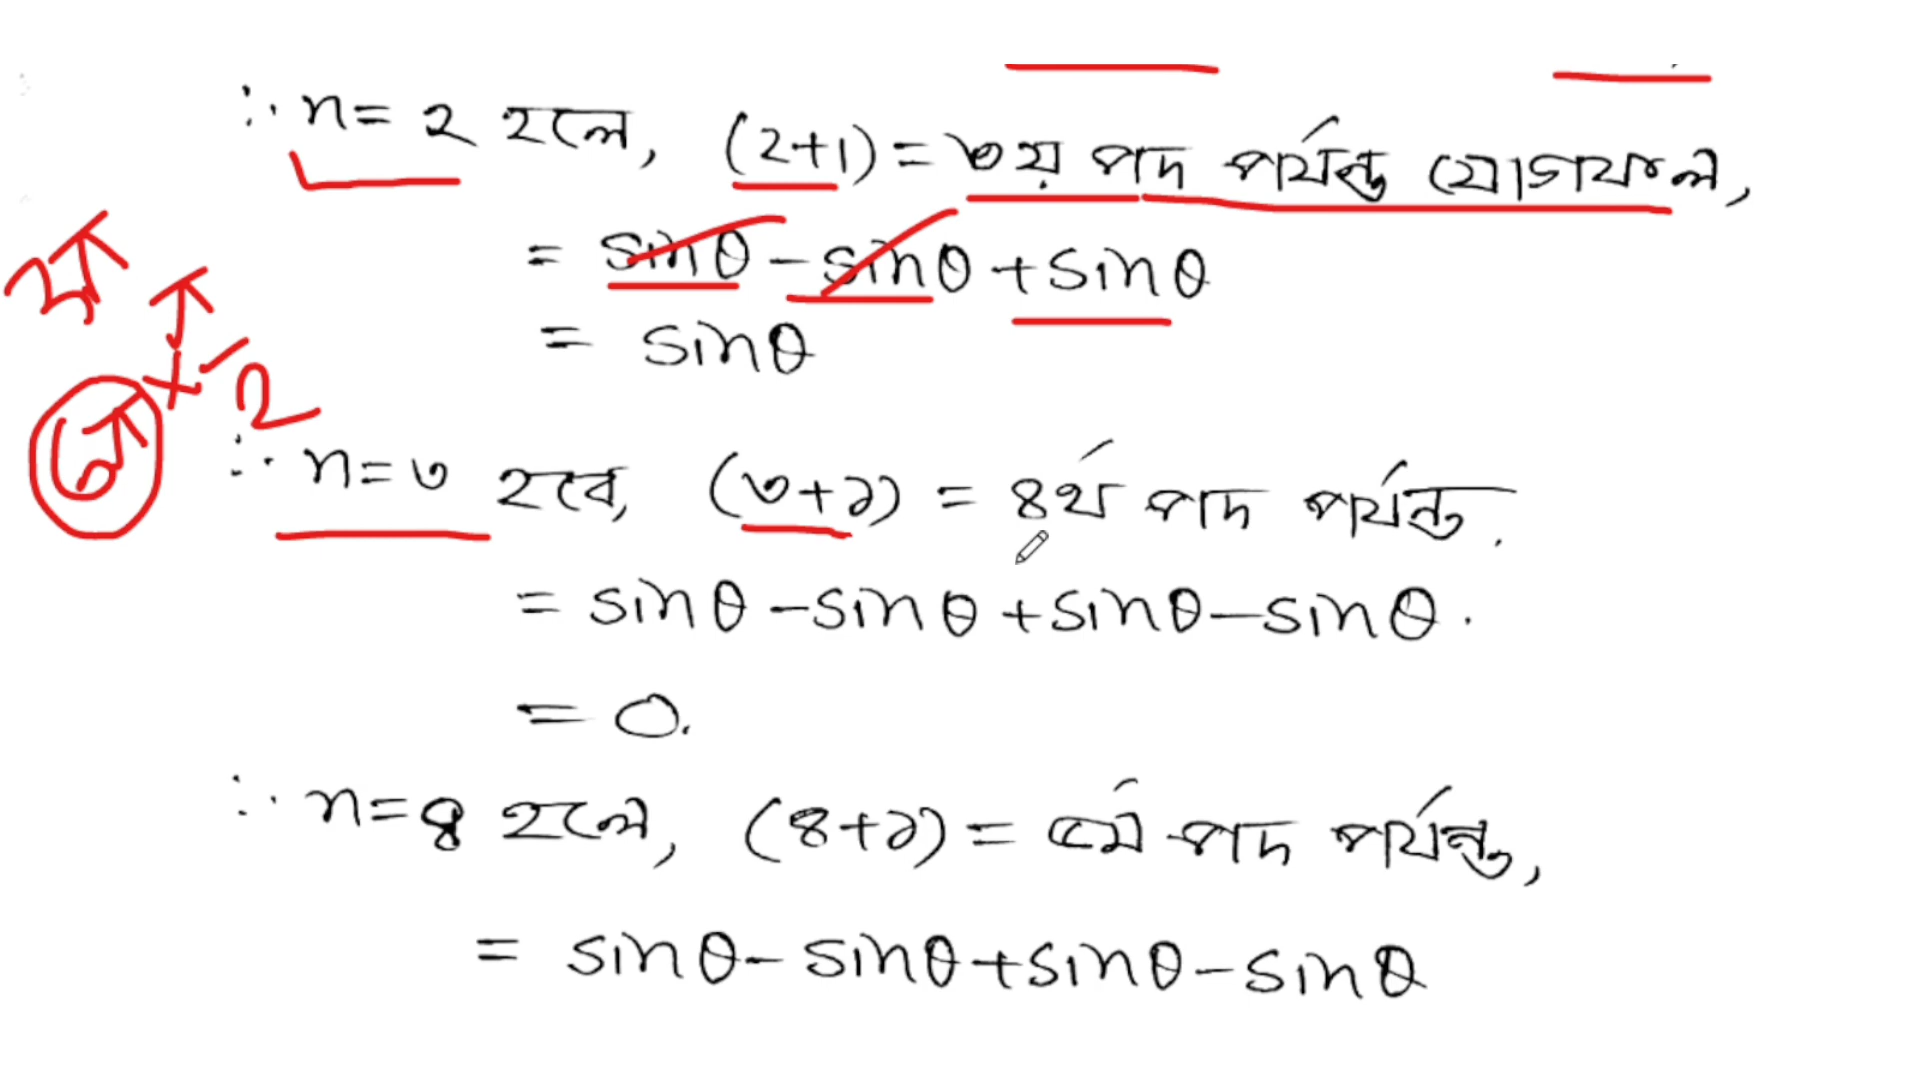 ∴ n = ২ হলে, (2+1) = ৩য় পদ পর্যন্ত যোগফল,
= sinθ - sinθ + sinθ
= sinθ
∴ n = ৩ হবে, (৩+১) = ৪র্থ পদ পর্যন্ত.
= sinθ - sinθ + sinθ - sinθ.
= 0.
∴ n = ৪ হলে, (৪+১) = ৫ম পদ পর্যন্ত,
= sinθ - sinθ + sinθ - sinθ